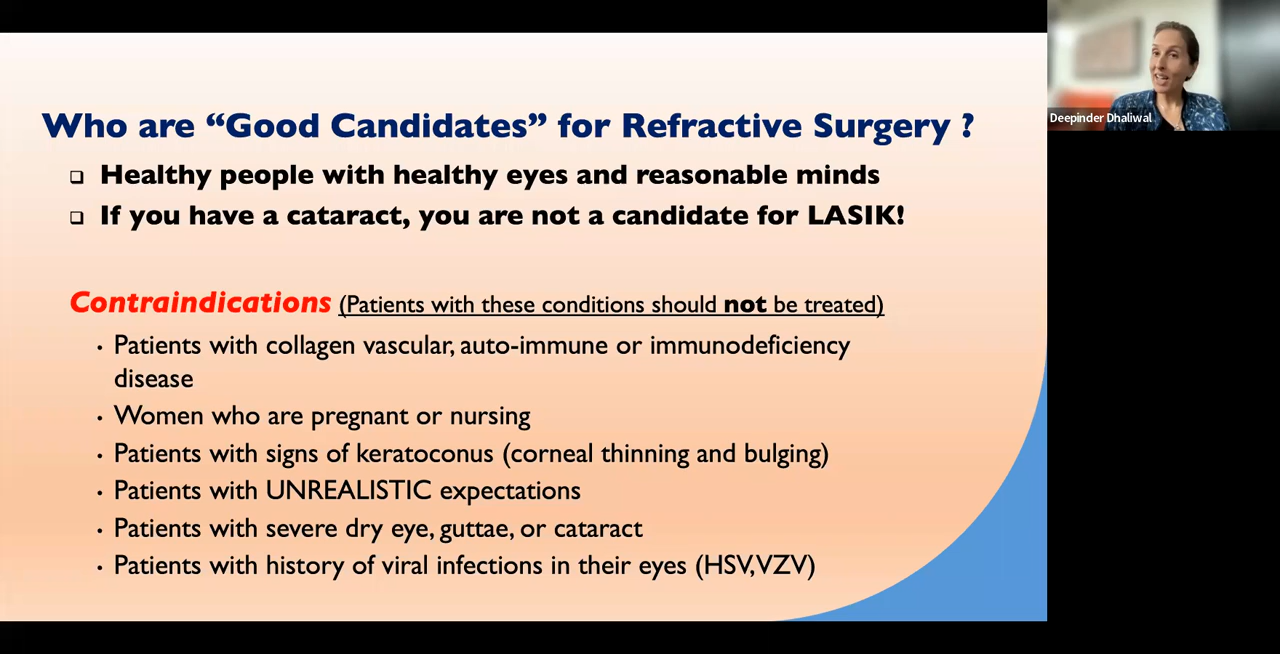 Who are “Good Candidates” for Refractive Surgery ?
Healthy people with healthy eyes and reasonable minds
If you have a cataract, you are not a candidate for LASIK!
Contraindications (Patients with these conditions should not be treated)
Patients with collagen vascular, auto-immune or immunodeficiency
disease
Women who are pregnant or nursing
Patients with signs of keratoconus (corneal thinning and bulging)
Patients with UNREALISTIC expectations
Patients with severe dry eye, guttae, or cataract
Patients with history of viral infections in their eyes (HSV, VZV)
Deepinder Dhaliwal